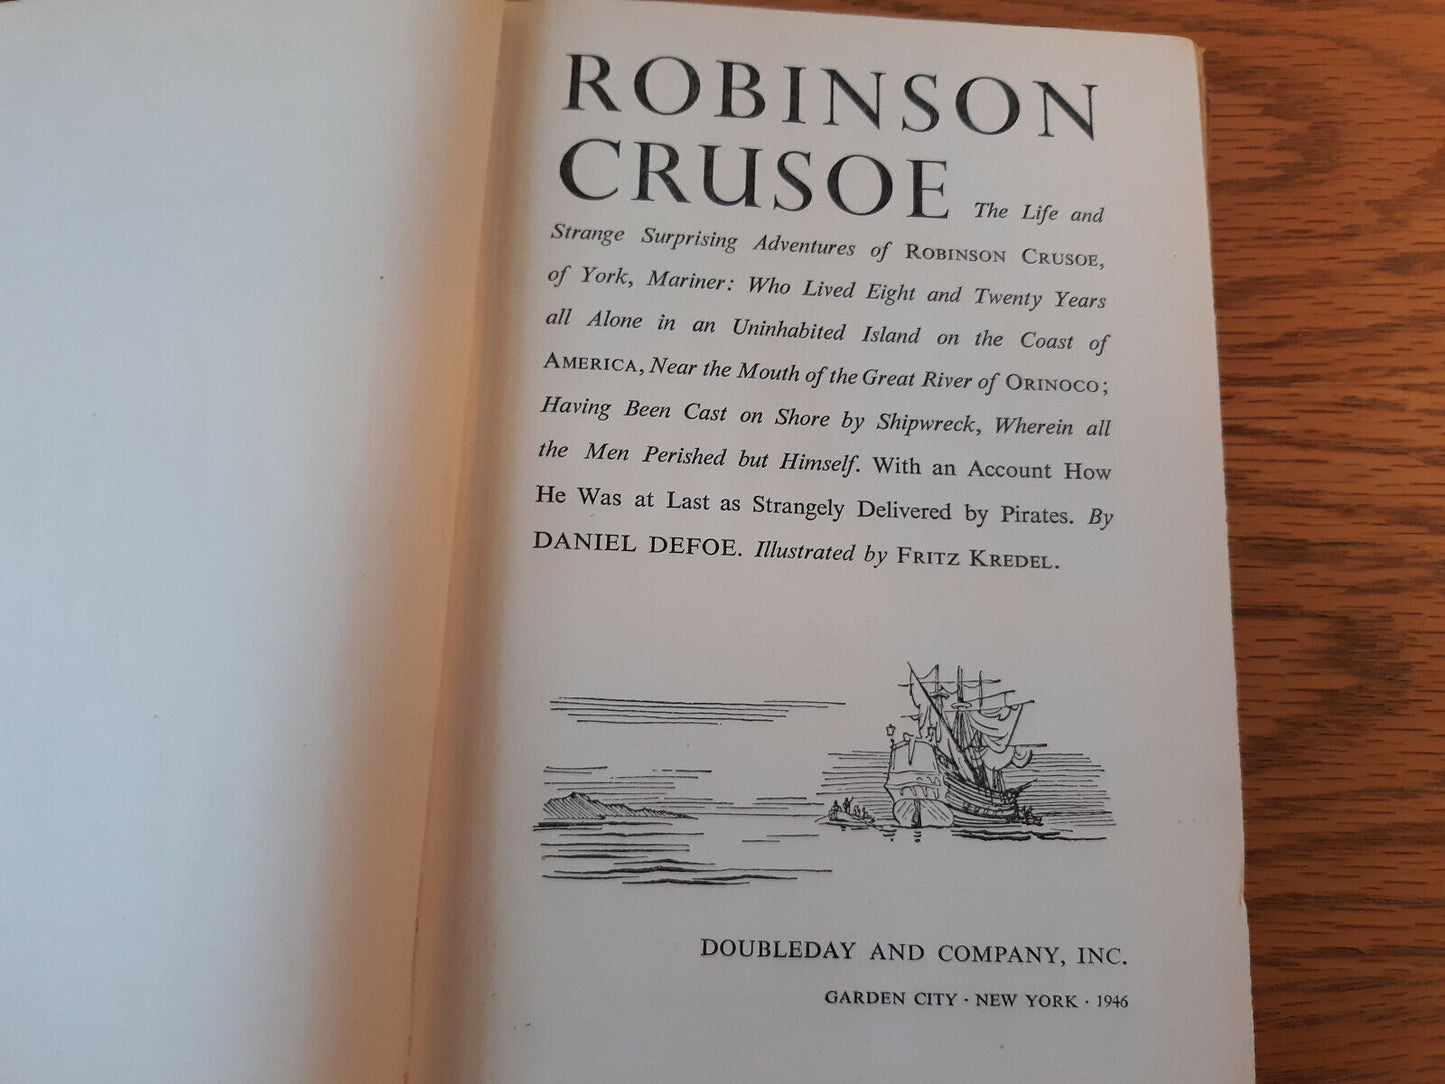 ROBINSON
CRUSOE The Life and
Strange Surprising Adventures of ROBINSON CRUSOE,
of York, Mariner: Who Lived Eight and Twenty Years
all Alone in an Uninhabited Island on the Coast of
AMERICA, Near the Mouth of the Great River of ORINOCO;
Having Been Cast on Shore by Shipwreck, Wherein all
the Men Perished but Himself. With an Account How
He Was at Last as Strangely Delivered by Pirates. By
DANIEL DEFOE. Illustrated by FRITZ KREDEL.
DOUBLEDAY AND COMPANY, INC.
GARDEN CITY · NEW YORK · 1946